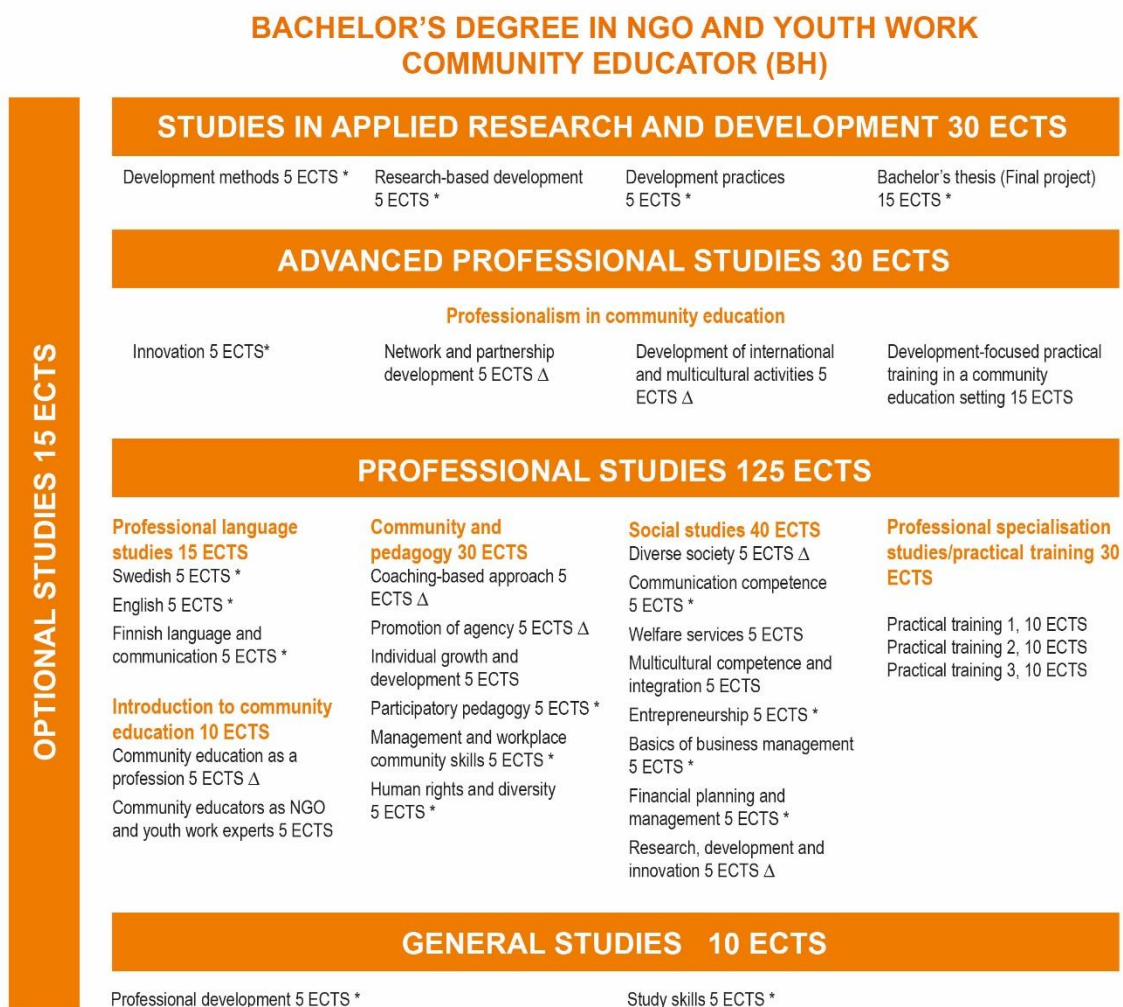 BACHELOR'S DEGREE IN NGO AND YOUTH WORK
COMMUNITY EDUCATOR (BH)
OPTIONAL STUDIES 15 ECTS
STUDIES IN APPLIED RESEARCH AND DEVELOPMENT 30 ECTS
Development methods 5 ECTS *
Research-based development
5 ECTS *
Development practices
5 ECTS *
Bachelor's thesis (Final project)
15 ECTS *
ADVANCED PROFESSIONAL STUDIES 30 ECTS
Professionalism in community education
Innovation 5 ECTS*
Network and partnership
development 5 ECTS Δ
Development of international
and multicultural activities 5
ECTS Δ
Development-focused practical
training in a community
education setting 15 ECTS
PROFESSIONAL STUDIES 125 ECTS
Professional language
studies 15 ECTS
Swedish 5 ECTS *
English 5 ECTS *
Finnish language and
communication 5 ECTS *
Introduction to community
education 10 ECTS
Community education as a
profession 5 ECTS Δ
Community educators as NGO
and youth work experts 5 ECTS
Community and
pedagogy 30 ECTS
Coaching-based approach 5
ECTS Δ
Promotion of agency 5 ECTS Δ
Individual growth and
development 5 ECTS
Participatory pedagogy 5 ECTS *
Management and workplace
community skills 5 ECTS *
Human rights and diversity
5 ECTS *
Social studies 40 ECTS
Diverse society 5 ECTS Δ
Communication competence
5 ECTS *
Welfare services 5 ECTS
Multicultural competence and
integration 5 ECTS
Entrepreneurship 5 ECTS *
Basics of business management
5 ECTS *
Financial planning and
management 5 ECTS *
Research, development and
innovation 5 ECTS Δ
Professional specialisation
studies/practical training 30
ECTS
Practical training 1, 10 ECTS
Practical training 2, 10 ECTS
Practical training 3, 10 ECTS
GENERAL STUDIES 10 ECTS
Professional development 5 ECTS *
Study skills 5 ECTS *